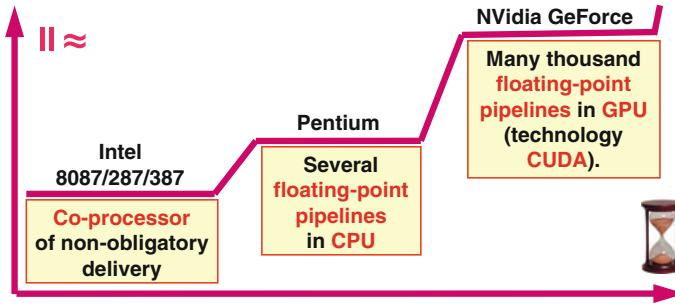 II ≈
Intel
8087/287/387
Co-processor
of non-obligatory
delivery
Pentium
Several
floating-point
pipelines
in CPU
NVidia GeForce
Many thousand
floating-point
pipelines in GPU
(technology
CUDA).